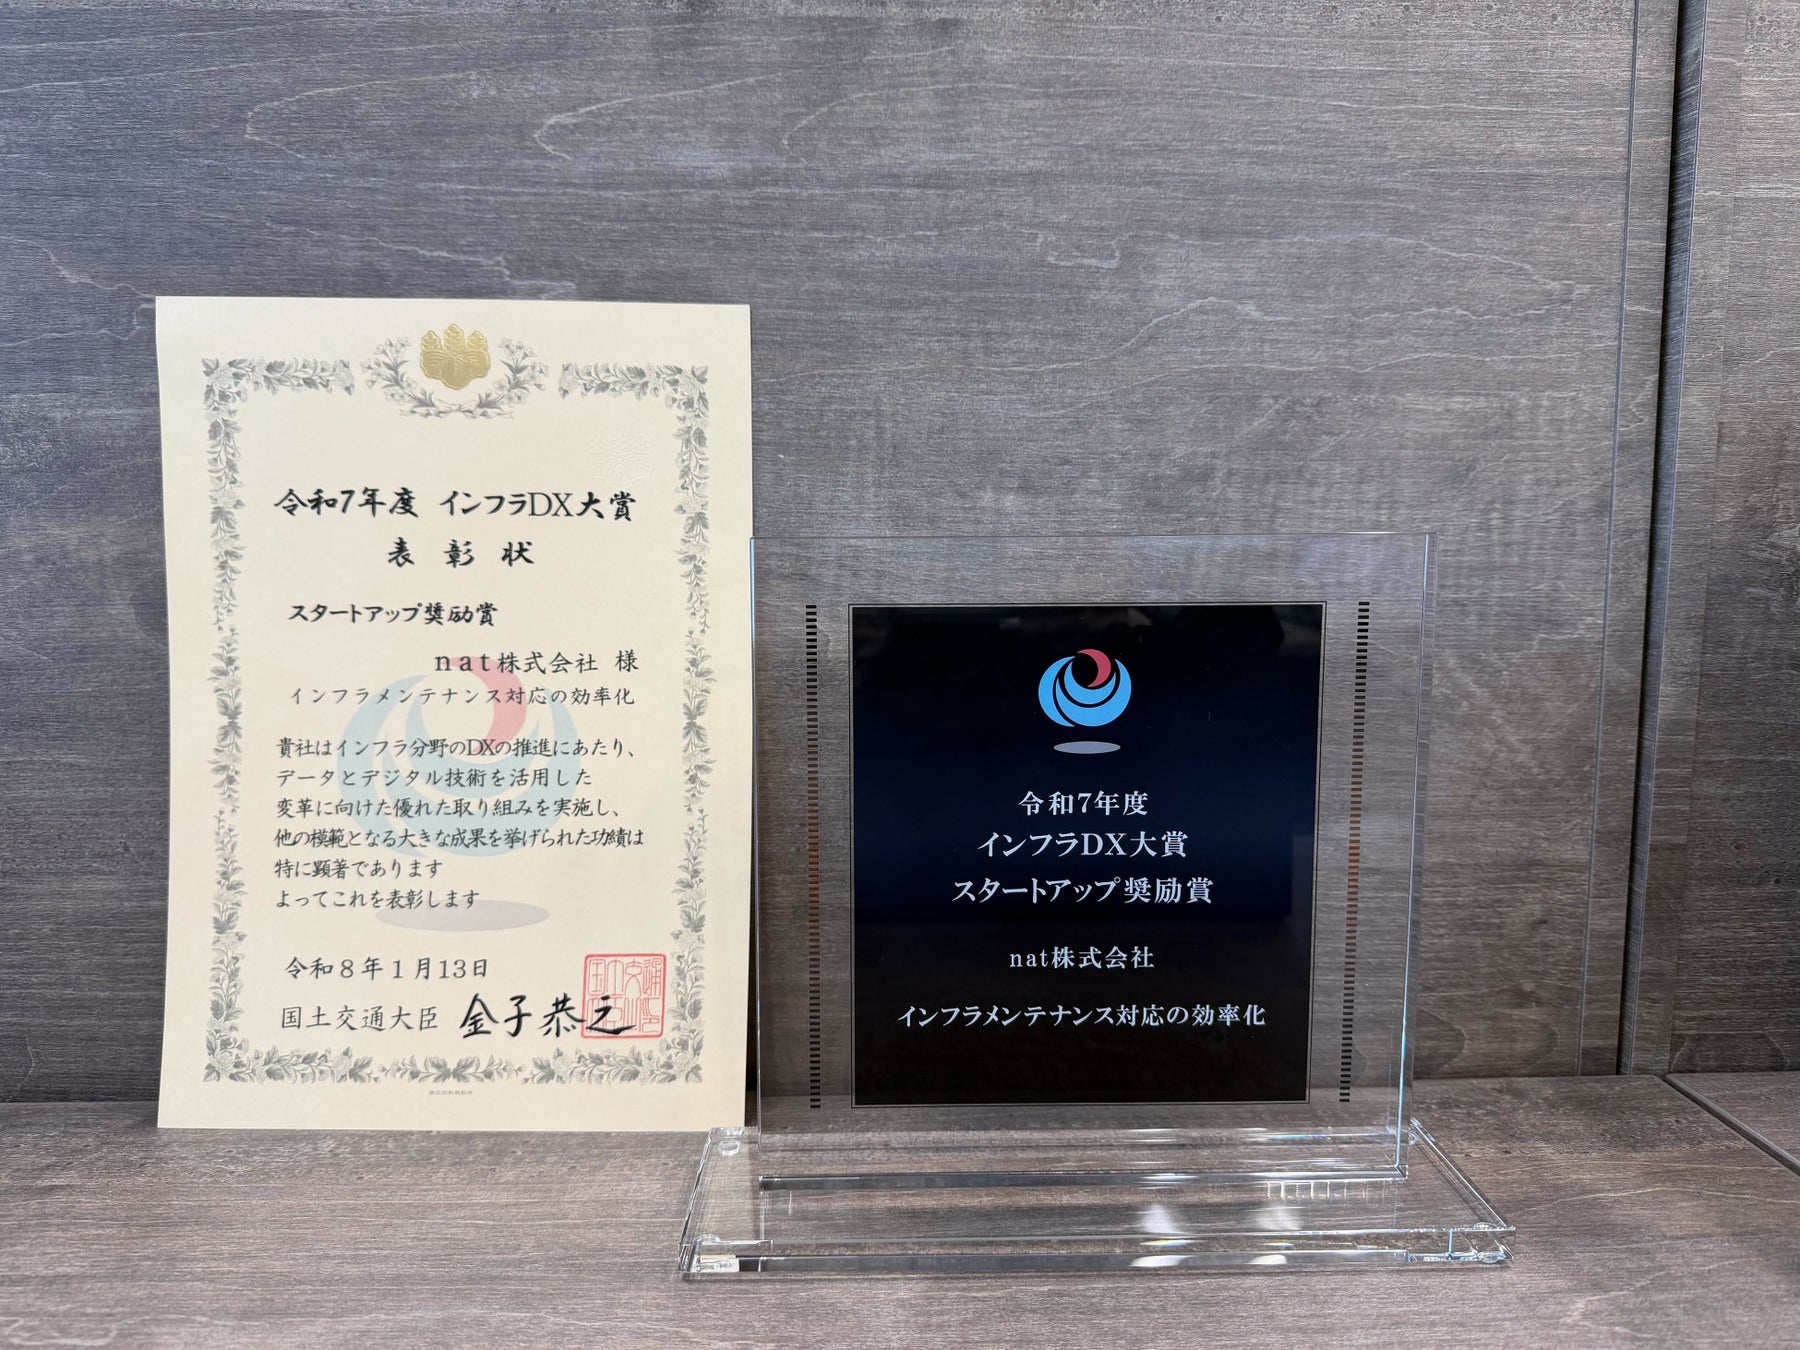 令和7年度 インフラDX大賞
表彰状
スタートアップ奨励賞
nat株式会社 様
インフラメンテナンス対応の効率化
貴社はインフラ分野のDXの推進にあたり、
データとデジタル技術を活用した
変革に向けた優れた取り組みを実施し、
他の模範となる大きな成果を挙げられた功績は
特に顕著であります
よってこれを表彰します
令和8年1月13日
国土交通大臣 金子恭之
令和7年度
インフラDX大賞
スタートアップ奨励賞
nat株式会社
インフラメンテナンス対応の効率化